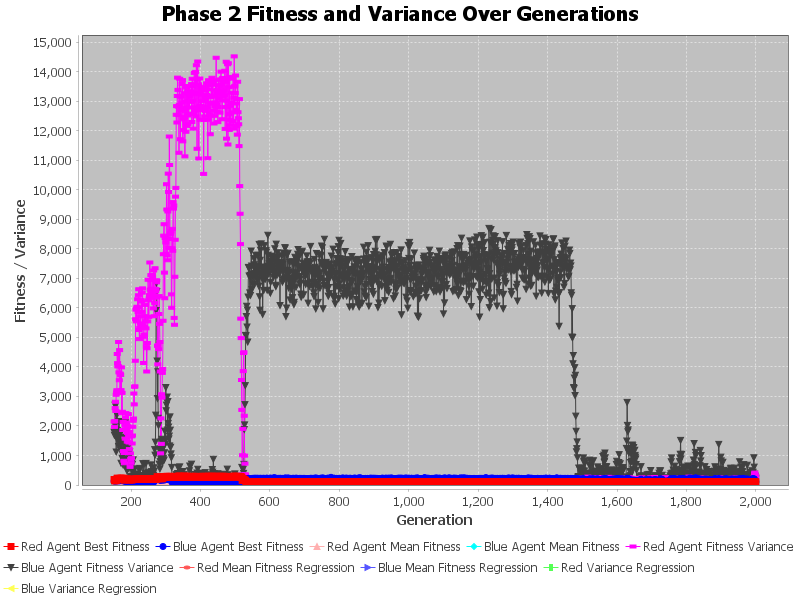 Phase 2 Fitness and Variance Over Generations
15,000
14,000
13,000
12,000
11,000
10,000
9,000
8,000
7,000
6,000
5,000
4,000
3,000
2,000
1,000
0
Fitness / Variance
200 400 600 800 1,000 1,200 1,400 1,600 1,800 2,000
Generation
Red Agent Best Fitness Blue Agent Best Fitness Red Agent Mean Fitness Blue Agent Mean Fitness Red Agent Fitness Variance
Blue Agent Fitness Variance Red Mean Fitness Regression Blue Mean Fitness Regression Red Variance Regression
Blue Variance Regression